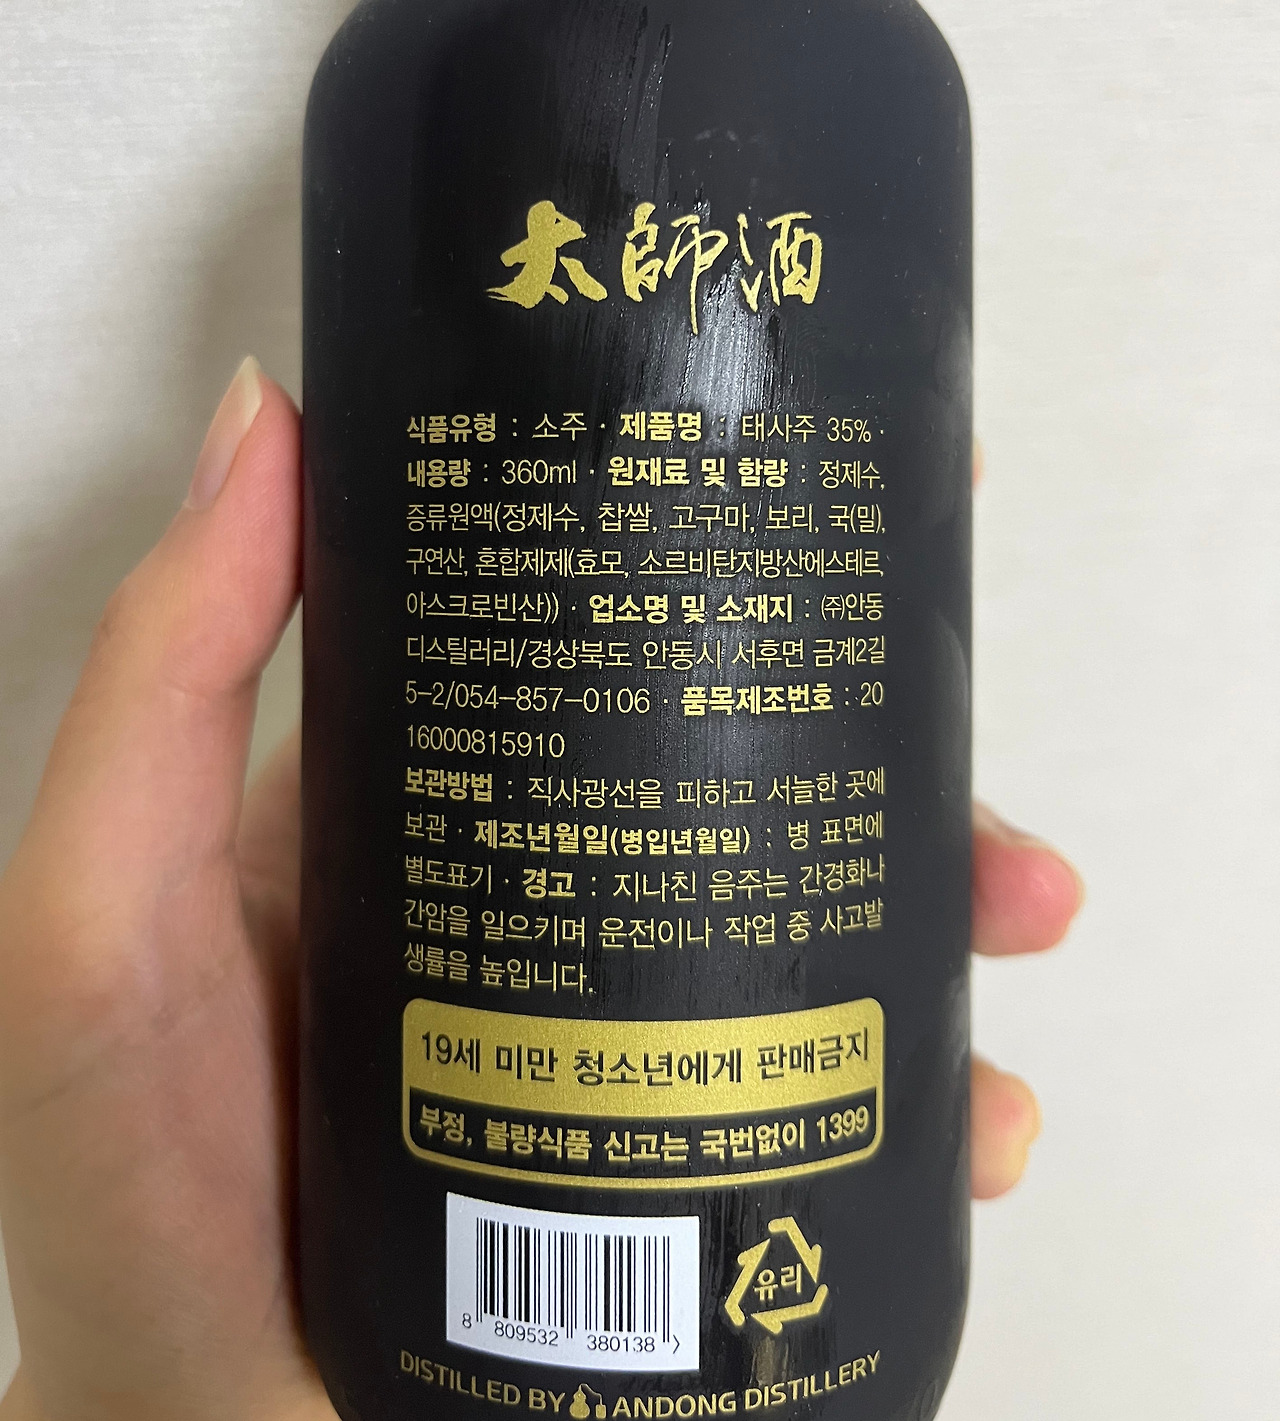 太師酒
식품유형 : 소주 · 제품명 : 태사주 35% ·
내용량 : 360ml · 원재료 및 함량 : 정제수,
증류원액(정제수, 찹쌀, 고구마, 보리, 국(밀),
구연산, 혼합제제(효모, 소르비탄지방산에스테르,
아스크로빈산)) · 업소명 및 소재지 : ㈜안동
디스틸러리/경상북도 안동시 서후면 금계2길
5-2/054-857-0106 · 품목제조번호 : 20
16000815910
보관방법 : 직사광선을 피하고 서늘한 곳에
보관 · 제조년월일(병입년월일) : 병 표면에
별도표기 · 경고 : 지나친 음주는 간경화나
간암을 일으키며 운전이나 작업 중 사고발
생률을 높입니다.
19세 미만 청소년에게 판매금지
부정, 불량식품 신고는 국번없이 1399
유리
8 809532 380138 >
DISTILLED BY ANDONG DISTILLERY